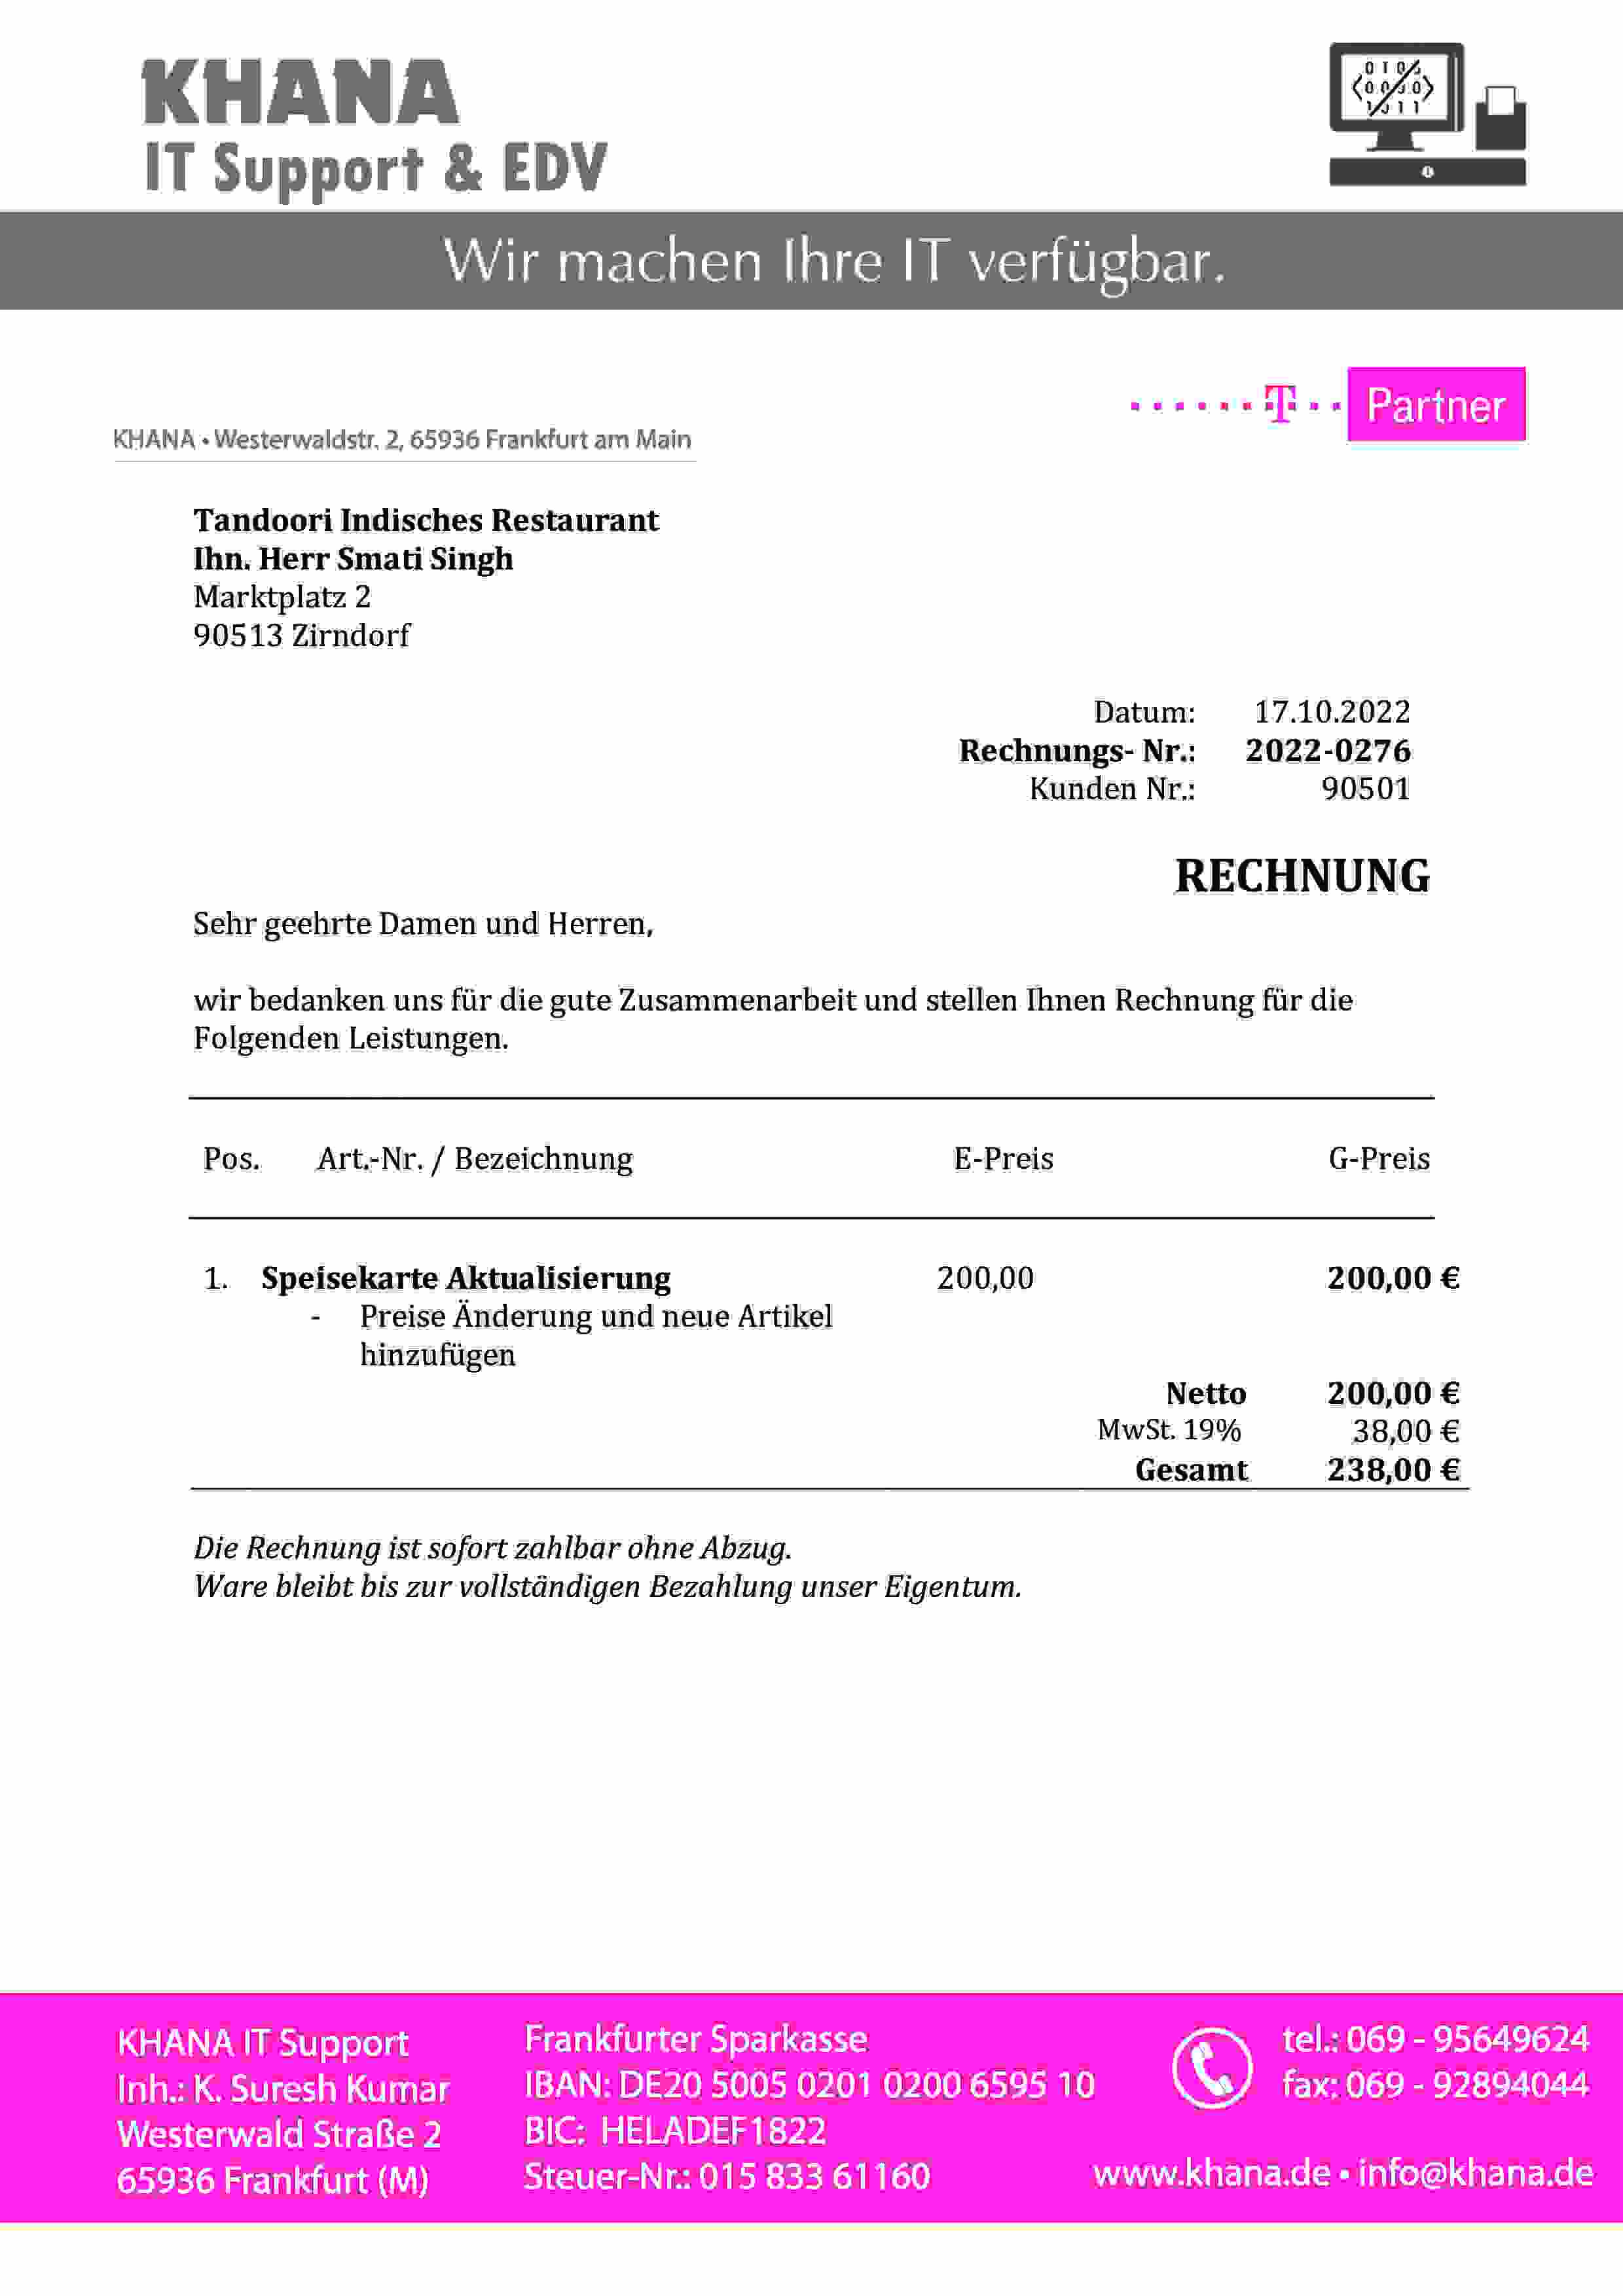 KHANA
IT Support & EDV
Wir machen Ihre IT verfügbar.
T Partner
KHANA • Westerwaldstr. 2, 65936 Frankfurt am Main
Tandoori Indisches Restaurant
Ihn. Herr Smati Singh
Marktplatz 2
90513 Zirndorf
Datum: 17.10.2022
Rechnungs- Nr.: 2022-0276
Kunden Nr.: 90501
RECHNUNG
Sehr geehrte Damen und Herren,
wir bedanken uns für die gute Zusammenarbeit und stellen Ihnen Rechnung für die
Folgenden Leistungen.
Pos. Art.-Nr. / Bezeichnung E-Preis G-Preis
1. Speisekarte Aktualisierung 200,00 200,00 €
- Preise Änderung und neue Artikel
hinzufügen
Netto 200,00 €
MwSt. 19% 38,00 €
Gesamt 238,00 €
Die Rechnung ist sofort zahlbar ohne Abzug.
Ware bleibt bis zur vollständigen Bezahlung unser Eigentum.
KHANA IT Support
Inh.: K. Suresh Kumar
Westerwald Straße 2
65936 Frankfurt (M)
Frankfurter Sparkasse
IBAN: DE20 5005 0201 0200 6595 10
BIC: HELADEF1822
Steuer-Nr.: 015 833 61160
tel.: 069 - 95649624
fax: 069 - 92894044
www.khana.de • info@khana.de